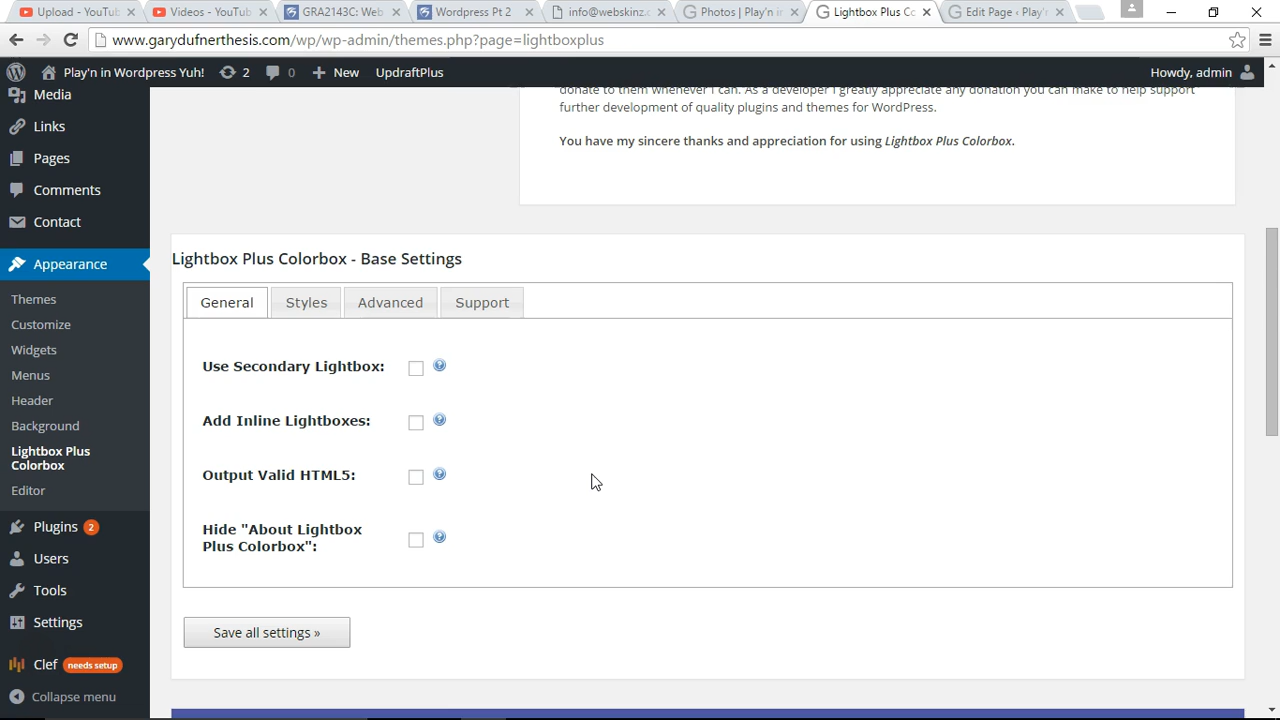 Upload - YouTub
Videos - YouTub
GRA2143C: Web
Wordpress Pt 2
info@webskinz.c
Photos | Play'n in
Lightbox Plus Co
Edit Page ‹ Play'n
www.garydufnerthesis.com/wp/wp-admin/themes.php?page=lightboxplus
Play'n in Wordpress Yuh!
2
0
New
UpdraftPlus
Howdy, admin
Media
Links
Pages
Comments
Contact
Appearance
Themes
Customize
Widgets
Menus
Header
Background
Lightbox Plus
Colorbox
Editor
Plugins 2
Users
Tools
Settings
Clef needs setup
Collapse menu
donate to them whenever I can. As a developer I greatly appreciate any donation you can make to help support
further development of quality plugins and themes for WordPress.
You have my sincere thanks and appreciation for using Lightbox Plus Colorbox.
Lightbox Plus Colorbox - Base Settings
General
Styles
Advanced
Support
Use Secondary Lightbox:
Add Inline Lightboxes:
Output Valid HTML5:
Hide "About Lightbox
Plus Colorbox":
Save all settings »